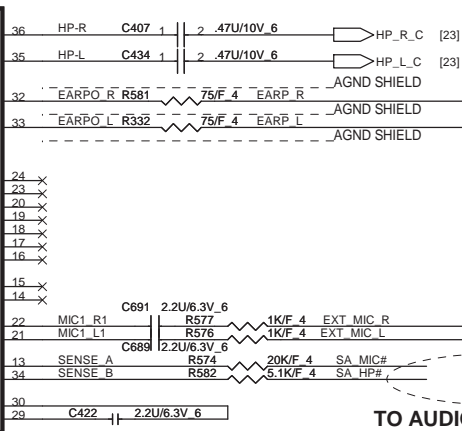 36 HP-R C407 1 2 .47U/10V_6 HP_R_C [23]
35 HP-L C434 1 2 .47U/10V_6 HP_L_C [23]
AGND SHIELD
32 EARPO_R R581 75/F_4 EARP_R
AGND SHIELD
33 EARPO_L R332 75/F_4 EARP_L
AGND SHIELD
24
23
20
19
18
17
16
15
14
C691 2.2U/6.3V_6
22 MIC1_R1 R577 1K/F_4 EXT_MIC_R
21 MIC1_L1 R576 1K/F_4 EXT_MIC_L
C689 2.2U/6.3V_6
13 SENSE_A R574 20K/F_4 SA_MIC#
34 SENSE_B R582 5.1K/F_4 SA_HP#
30
29 C422 2.2U/6.3V_6
TO AUDIO